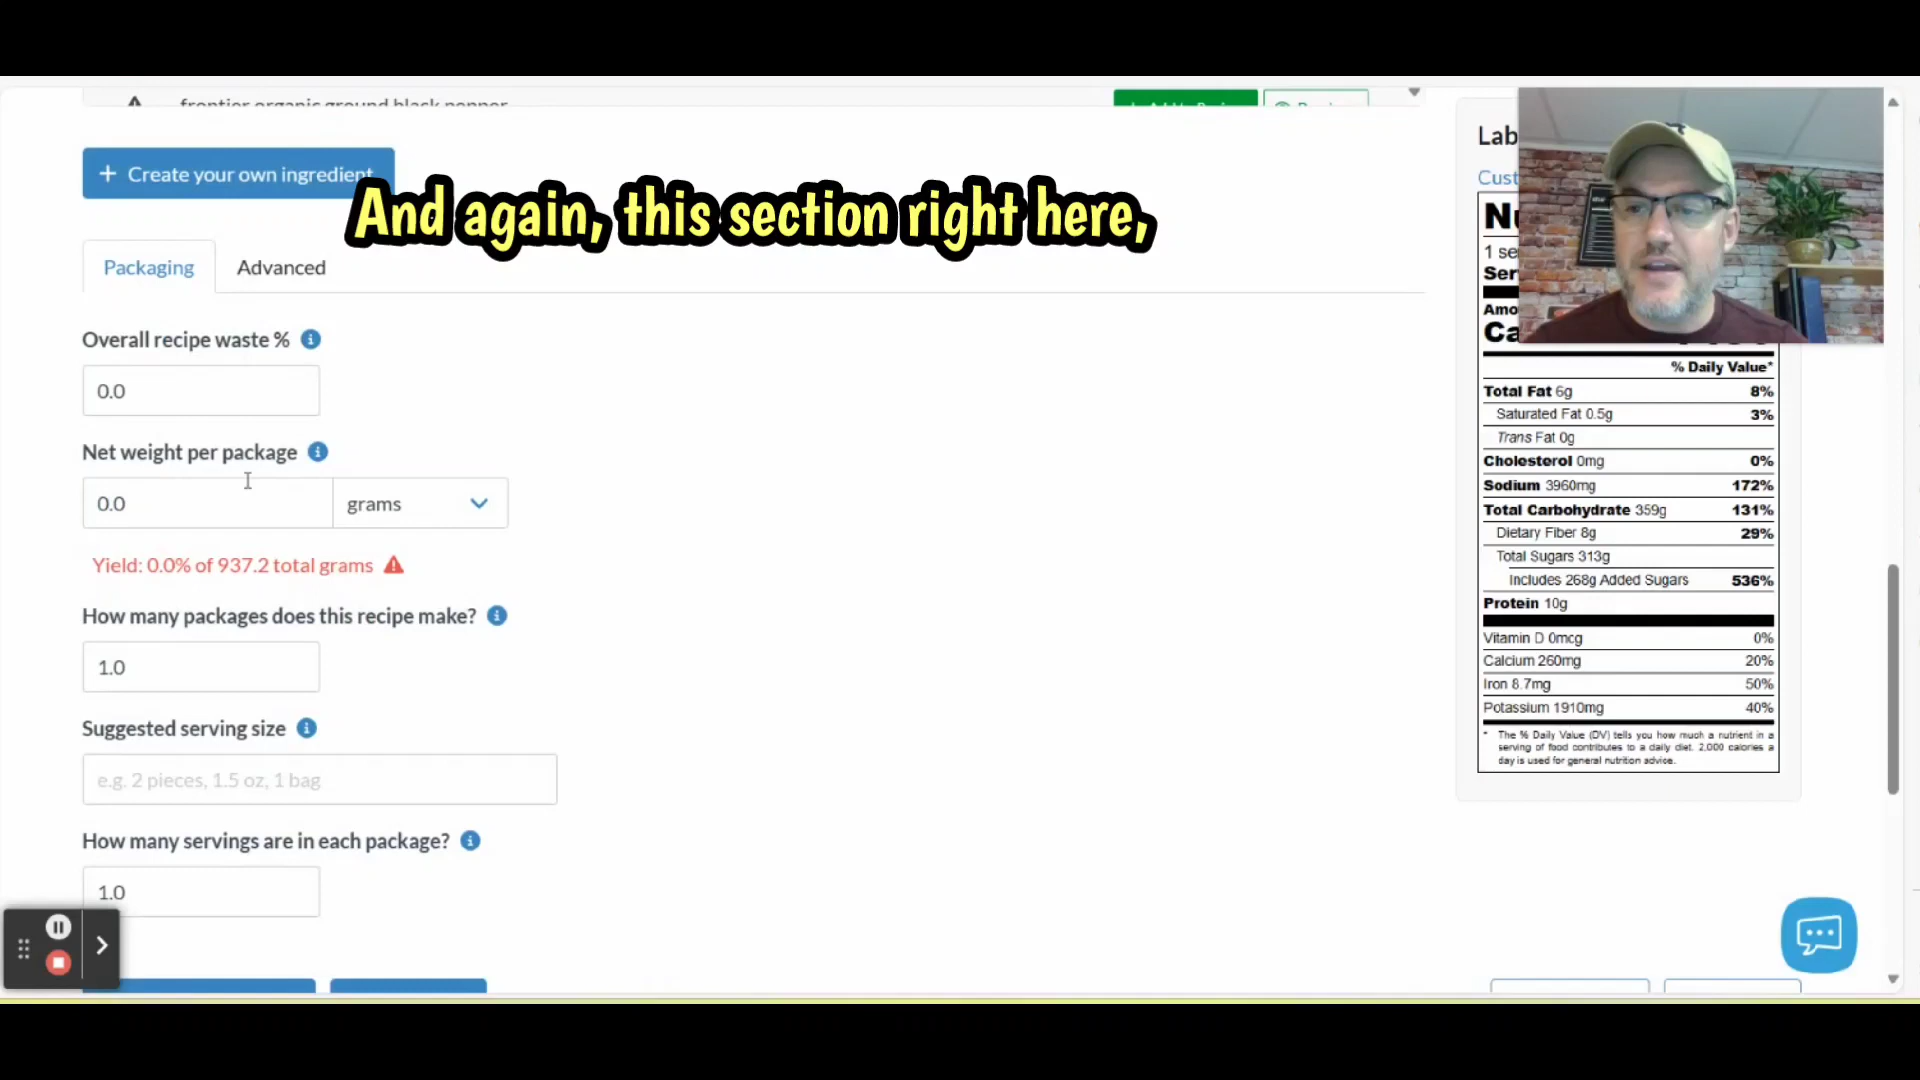 frontier organic ground black pepper
+ Create your own ingredient
And again, this section right here,
Packaging
Advanced
Overall recipe waste %
0.0
Net weight per package
0.0
grams
Yield: 0.0% of 937.2 total grams
How many packages does this recipe make?
1.0
Suggested serving size
e.g. 2 pieces, 1.5 oz, 1 bag
How many servings are in each package?
1.0
Lab
Cust
Nu
1 se
Ser
Amo
Ca
% Daily Value*
Total Fat 6g 8%
Saturated Fat 0.5g 3%
Trans Fat 0g
Cholesterol 0mg 0%
Sodium 3960mg 172%
Total Carbohydrate 359g 131%
Dietary Fiber 8g 29%
Total Sugars 313g
Includes 268g Added Sugars 536%
Protein 10g
Vitamin D 0mcg 0%
Calcium 260mg 20%
Iron 8.7mg 50%
Potassium 1910mg 40%
* The % Daily Value (DV) tells you how much a nutrient in a
serving of food contributes to a daily diet. 2,000 calories a
day is used for general nutrition advice.